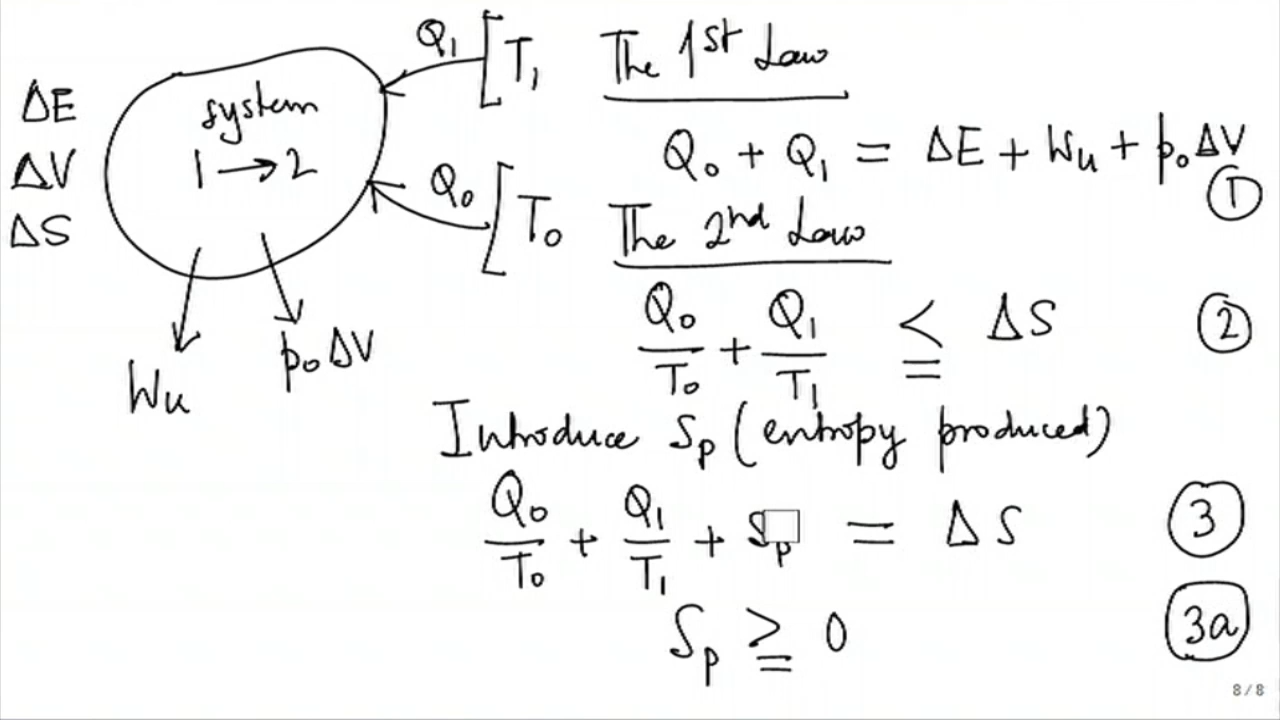 ΔE
ΔV
ΔS
system
1 → 2
Q₁
T₁
Q₀
T₀
Wu
p₀ΔV
The 1st Law
Q₀ + Q₁ = ΔE + Wu + p₀ΔV
①
The 2nd Law
Q₀/T₀ + Q₁/T₁ ≤ ΔS ②
Introduce Sp (entropy produced)
Q₀/T₀ + Q₁/T₁ + Sp = ΔS ③
Sp ≥ 0 3a
8/8